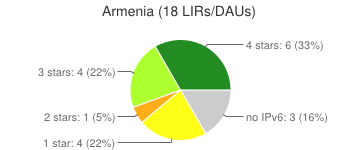 Armenia (18 LIRs/DAUs)
4 stars: 6 (33%)
3 stars: 4 (22%)
2 stars: 1 (5%)
no IPv6: 3 (16%)
1 star: 4 (22%)